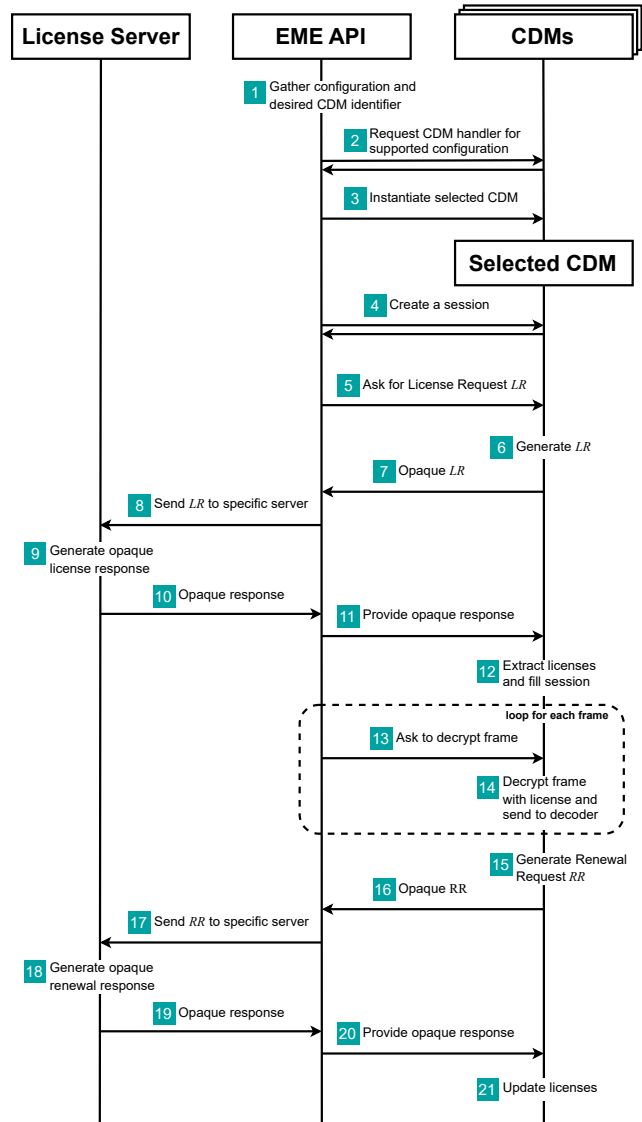 License Server
EME API
CDMs
1 Gather configuration and
desired CDM identifier
2 Request CDM handler for
supported configuration
3 Instantiate selected CDM
Selected CDM
4 Create a session
5 Ask for License Request LR
6 Generate LR
7 Opaque LR
8 Send LR to specific server
9 Generate opaque
license response
10 Opaque response
11 Provide opaque response
12 Extract licenses
and fill session
loop for each frame
13 Ask to decrypt frame
14 Decrypt frame
with license and
send to decoder
15 Generate Renewal
Request RR
16 Opaque RR
17 Send RR to specific server
18 Generate opaque
renewal response
19 Opaque response
20 Provide opaque response
21 Update licenses